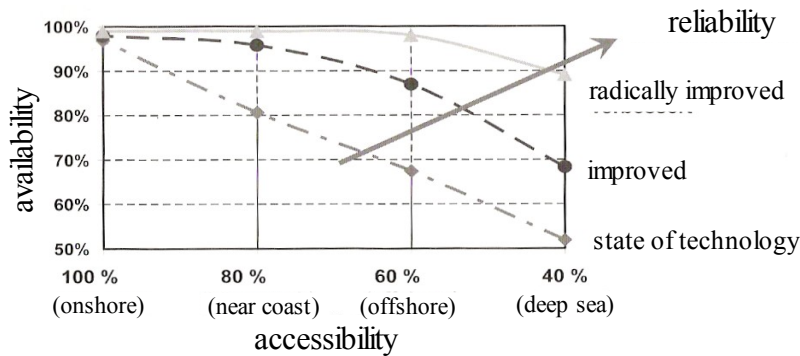 reliability
100%
90%
80%
70%
60%
50%
availability
radically improved
improved
state of technology
100 % 80 % 60 % 40 %
(onshore) (near coast) (offshore) (deep sea)
accessibility